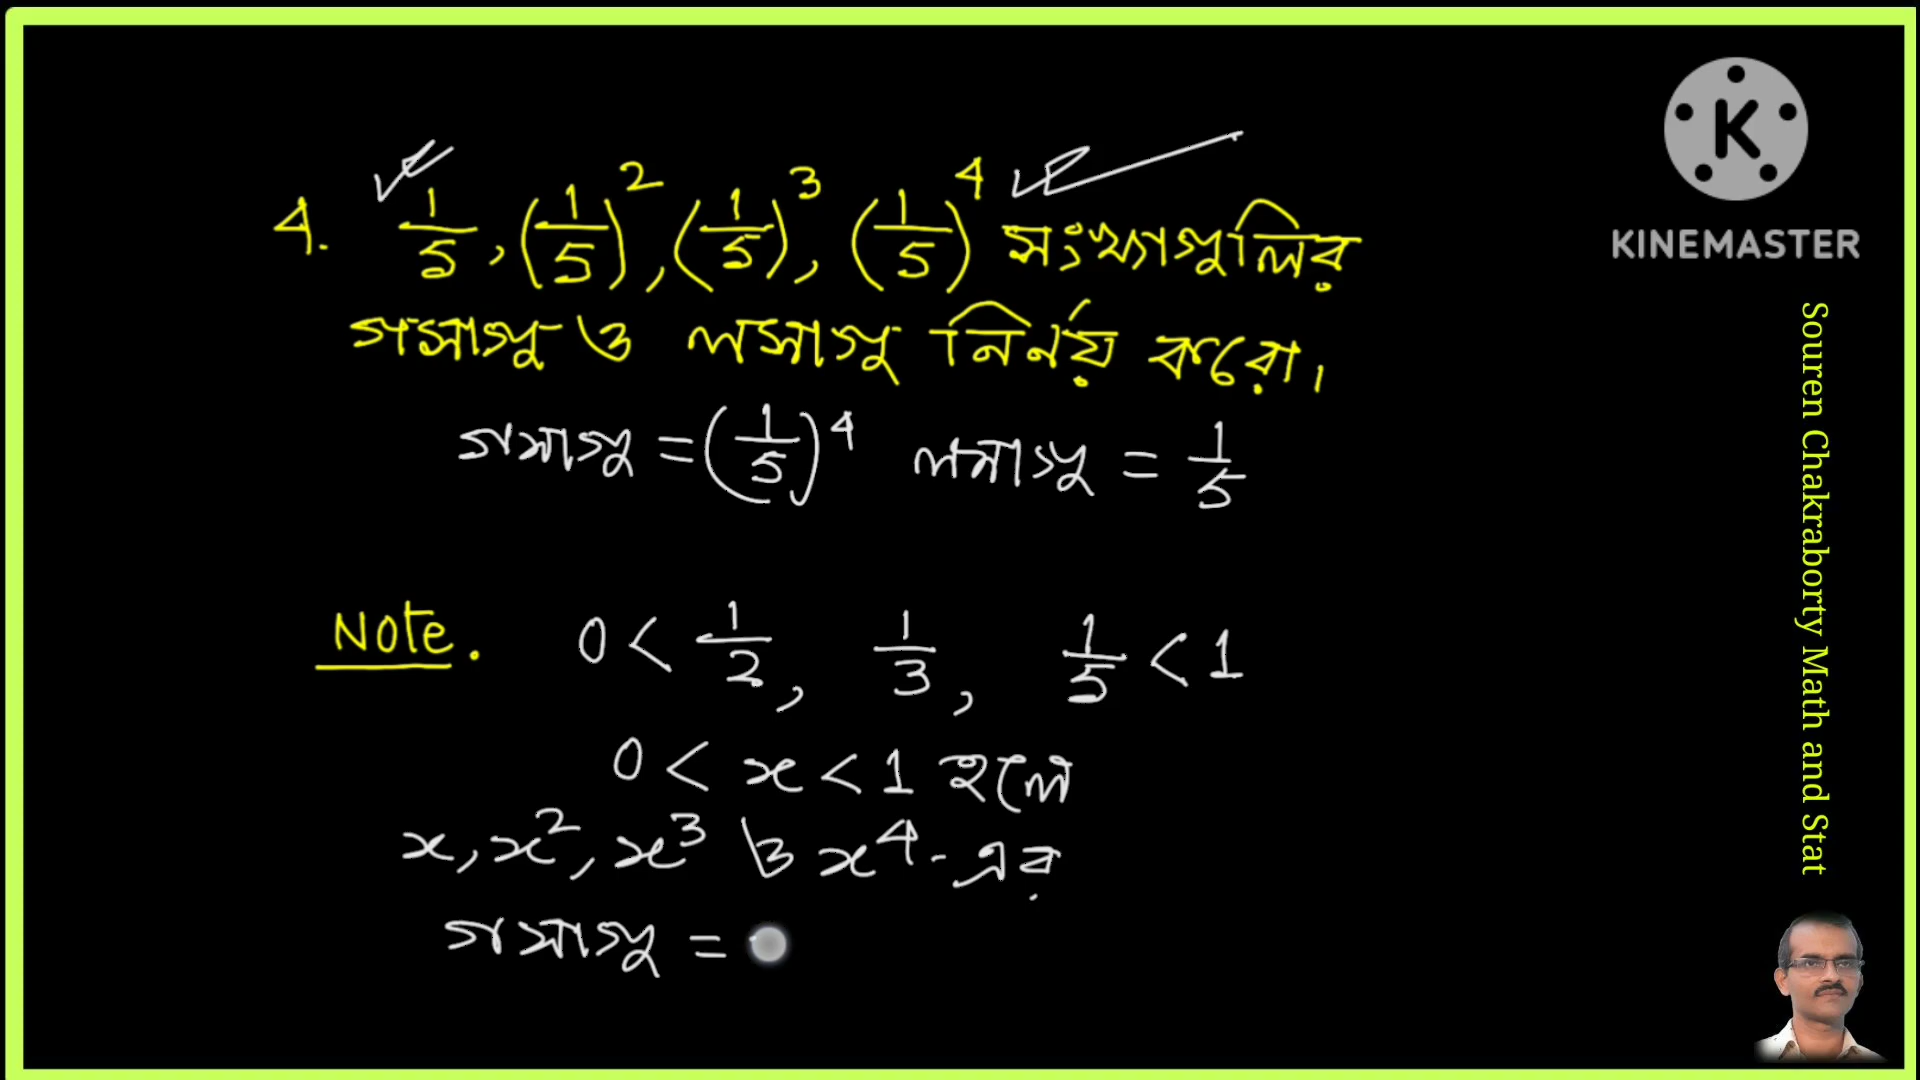 4. 1/5, (1/5)², (1/5)³, (1/5)⁴ সংখ্যাগুলির
গসাগু ও লসাগু নির্ণয় করো।
গসাগু = (1/5)⁴ লসাগু = 1/5
Note. 0 < 1/2, 1/3, 1/5 < 1
0 < x < 1 হলে
x, x², x³ ও x⁴-এর
গসাগু =
KINEMASTER
Souren Chakraborty Math and Stat